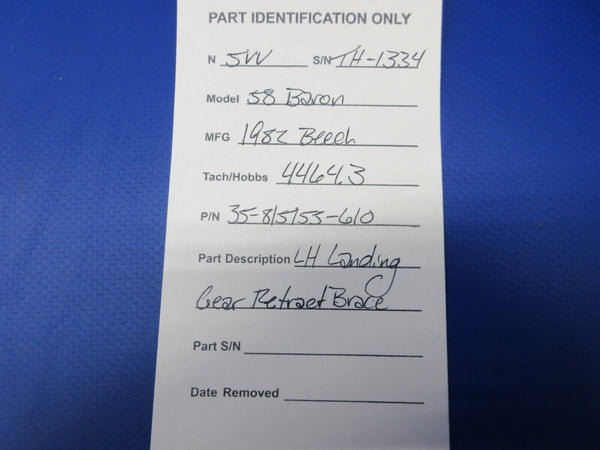 PART IDENTIFICATION ONLY
N 5VV S/N TH-1334
Model 58 Baron
MFG 1982 Beech
Tach/Hobbs 4464.3
P/N 35-815153-610
Part Description LH Landing
Gear Retract Brace
Part S/N
Date Removed